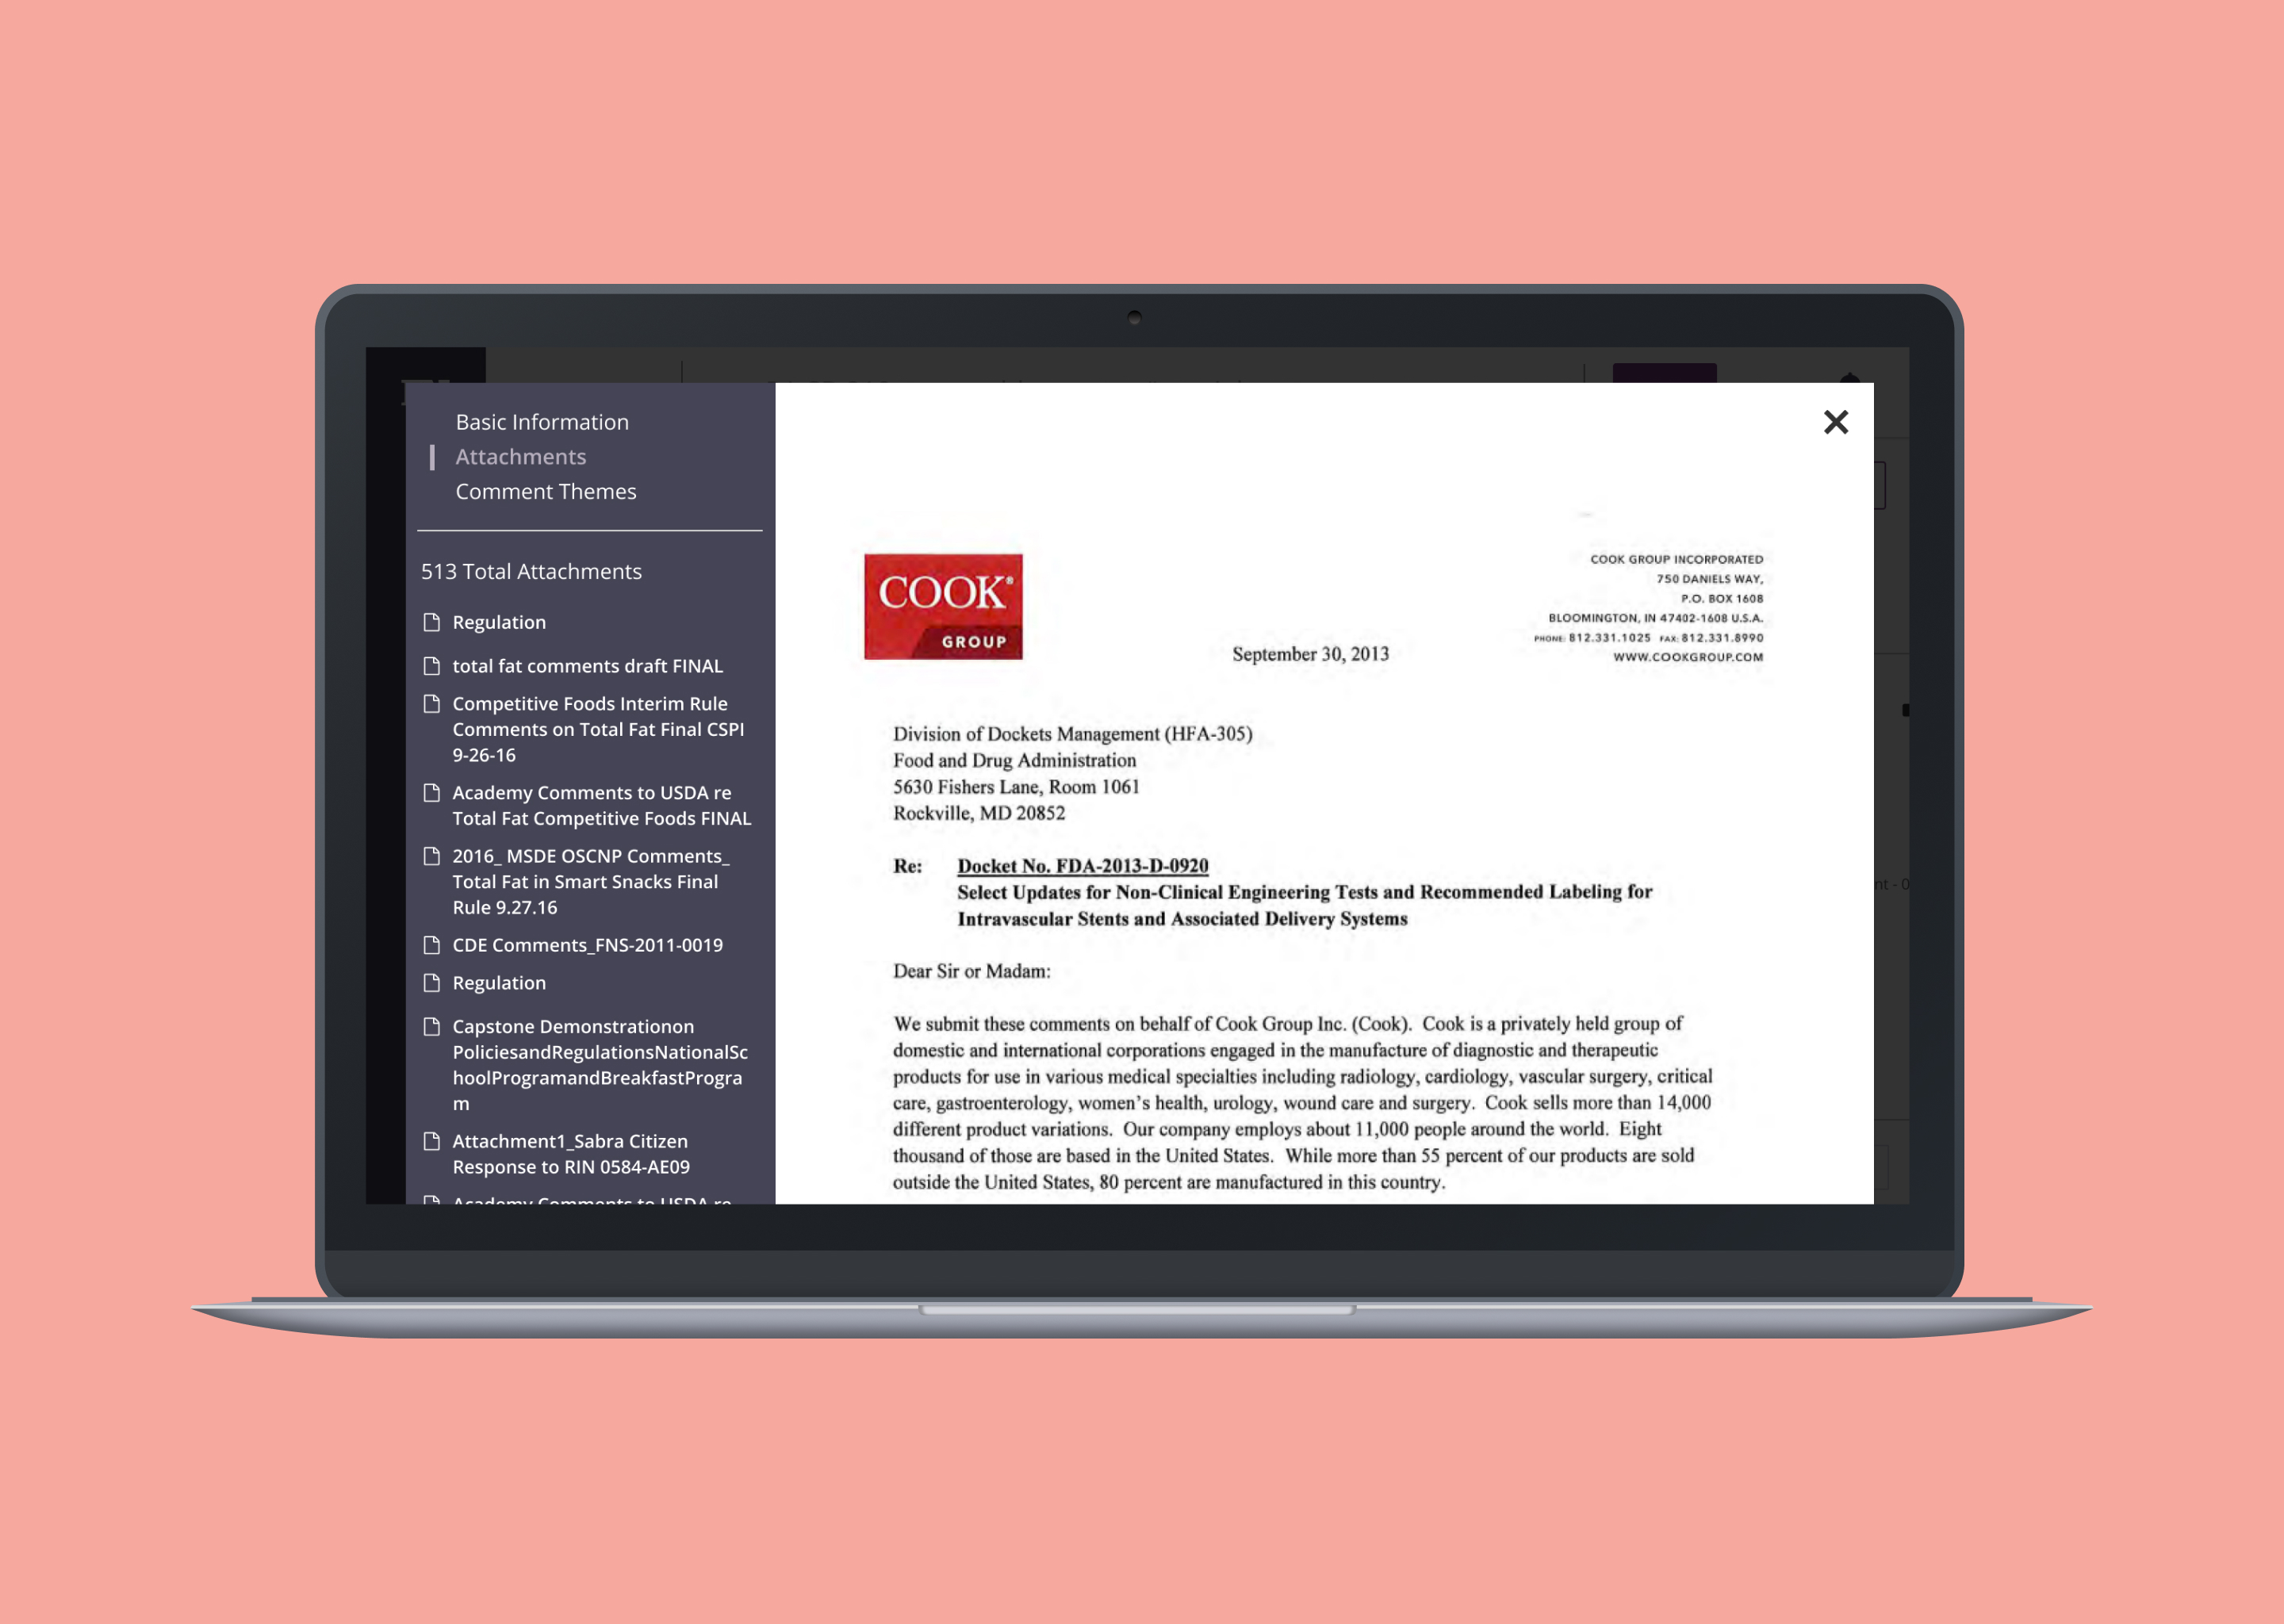 Basic Information
Attachments
Comment Themes
513 Total Attachments
Regulation
total fat comments draft FINAL
Competitive Foods Interim Rule
Comments on Total Fat Final CSPI
9-26-16
Academy Comments to USDA re
Total Fat Competitive Foods FINAL
2016_ MSDE OSCNP Comments_
Total Fat in Smart Snacks Final
Rule 9.27.16
CDE Comments_FNS-2011-0019
Regulation
Capstone Demonstrationon
PoliciesandRegulationsNationalSc
hoolProgramandBreakfastProgra
m
Attachment1_Sabra Citizen
Response to RIN 0584-AE09
Academy Comments to USDA re
COOK®
GROUP
COOK GROUP INCORPORATED
750 DANIELS WAY,
P.O. BOX 1608
BLOOMINGTON, IN 47402-1608 U.S.A.
PHONE: 812.331.1025 FAX: 812.331.8990
WWW.COOKGROUP.COM
September 30, 2013
Division of Dockets Management (HFA-305)
Food and Drug Administration
5630 Fishers Lane, Room 1061
Rockville, MD 20852
Re: Docket No. FDA-2013-D-0920
Select Updates for Non-Clinical Engineering Tests and Recommended Labeling for
Intravascular Stents and Associated Delivery Systems
Dear Sir or Madam:
We submit these comments on behalf of Cook Group Inc. (Cook). Cook is a privately held group of
domestic and international corporations engaged in the manufacture of diagnostic and therapeutic
products for use in various medical specialties including radiology, cardiology, vascular surgery, critical
care, gastroenterology, women's health, urology, wound care and surgery. Cook sells more than 14,000
different product variations. Our company employs about 11,000 people around the world. Eight
thousand of those are based in the United States. While more than 55 percent of our products are sold
outside the United States, 80 percent are manufactured in this country.
nt - 0